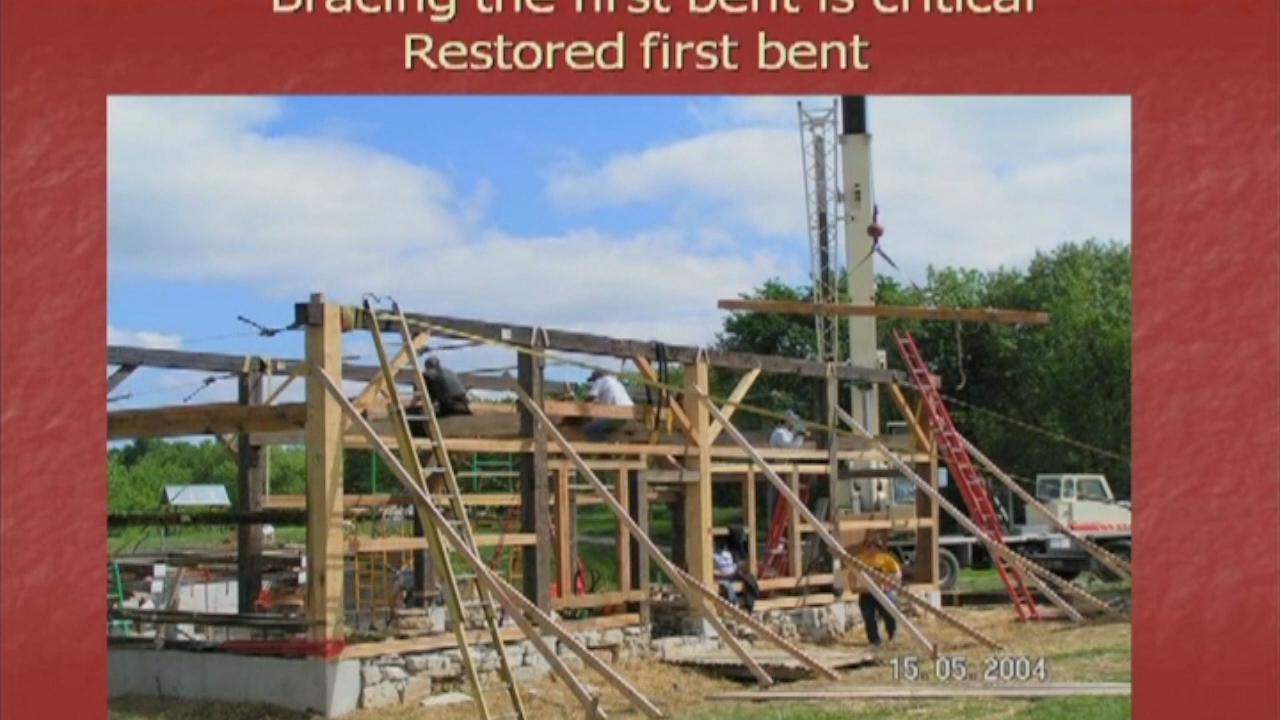 Bracing the first bent is critical
Restored first bent
15.05.2004